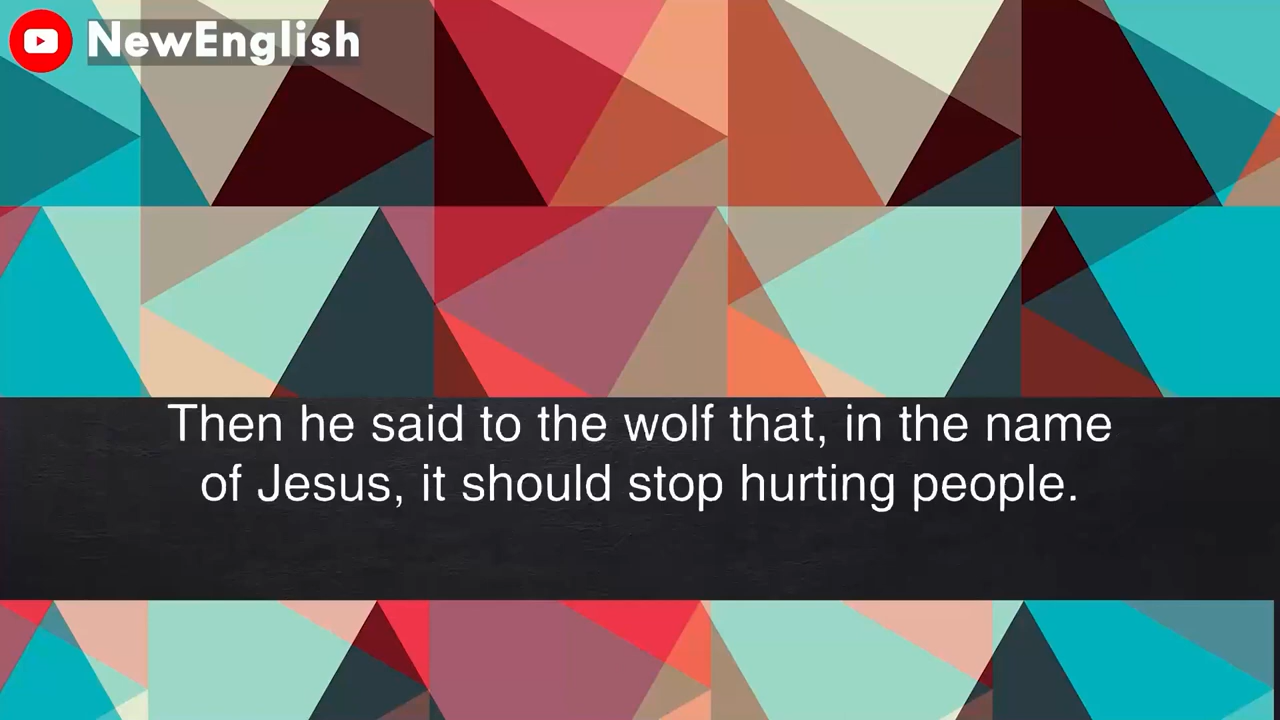 NewEnglish
Then he said to the wolf that, in the name
of Jesus, it should stop hurting people.